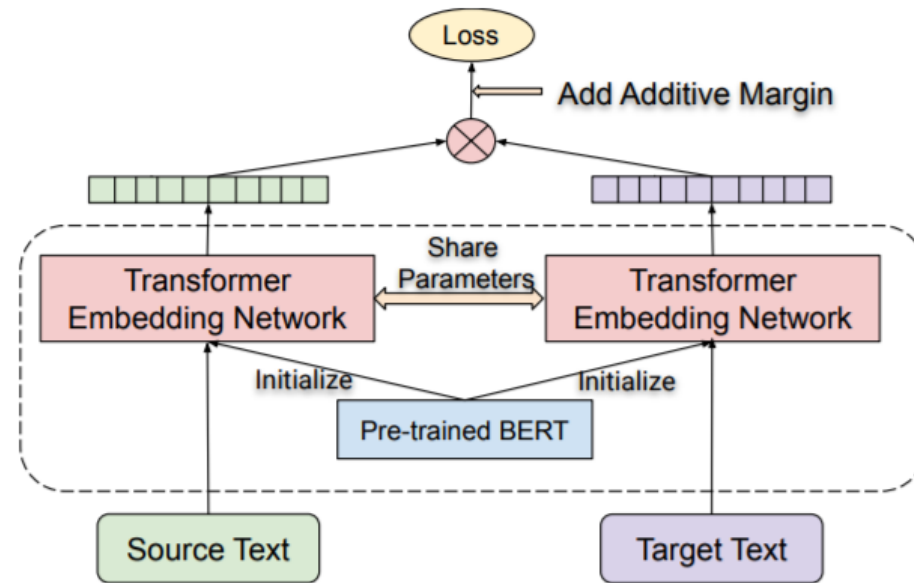 Loss
Add Additive Margin
Share
Parameters
Transformer
Embedding Network
Transformer
Embedding Network
Initialize
Initialize
Pre-trained BERT
Source Text
Target Text